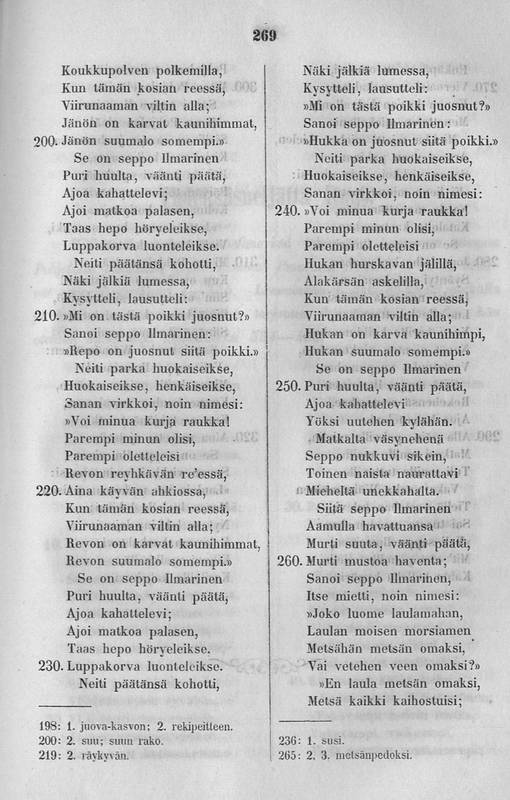 269
Koukkupolven polkemilla,
Kun tämän kosian reessä,
Viirunaaman viltin alla;
Jänön on karvat kaunihimmat,
200. Jänön suumalo somempi.»
Se on seppo Ilmarinen
Puri huulta, väänti päätä,
Ajoa kahattelevi;
Ajoi matkoa palasen,
Taas hepo höryeleikse,
Luppakorva luonteleikse.
Neiti päätänsä kohotti,
Näki jälkiä lumessa,
Kysytteli, lausutteli:
210. »Mi on tästä poikki juosnut?»
Sanoi seppo Ilmarinen:
»Repo on juosnut siitä poikki.»
Neiti parka huokaiseikse,
Huokaiseikse, henkäiseikse,
Sanan virkkoi, noin nimesi:
»Voi minua kurja raukka!
Parempi minun olisi,
Parempi oletteleisi
Revon reyhkävän re'essä,
220. Aina käyvän ahkiossa,
Kun tämän kosian reessä,
Viirunaaman viltin alla;
Revon on karvat kaunihimmat,
Revon suumalo somempi.»
Se on seppo Ilmarinen
Puri huulta, väänti päätä,
Ajoa kahattelevi;
Ajoi matkoa palasen,
Taas hepo höryeleikse.
230. Luppakorva luonteleikse.
Neiti päätänsä kohotti,
198: 1. juova-kasvon; 2. rekipeitteen.
200: 2. suu; suun rako.
219: 2. räykyvän.
Näki jälkiä lumessa,
Kysytteli, lausutteli:
»Mi on tästä poikki juosnut?»
Sanoi seppo Ilmarinen:
»Hukka on juosnut siitä poikki.»
Neiti parka huokaiseikse,
Huokaiseikse, henkäiseikse,
Sanan virkkoi, noin nimesi:
240. »Voi minua kurja raukka!
Parempi minun olisi,
Parempi oletteleisi
Hukan hurskavan jälillä,
Alakärsän askelilla,
Kun tämän kosian reessä,
Viirunaaman viltin alla;
Hukan on karva kaunihimpi,
Hukan suumalo somempi.»
Se on seppo Ilmarinen
250. Puri huulta, väänti päätä,
Ajoa kahattelevi
Yöksi uutehen kylähän.
Matkalta väsynehenä
Seppo nukkuvi sikein,
Toinen naista naurattavi
Mieheltä unekkahalta.
Siitä seppo Ilmarinen
Aamulla havattuansa
Murti suuta, väänti päätä,
260. Murti mustoa haventa;
Sanoi seppo Ilmarinen,
Itse mietti, noin nimesi:
»Joko luome laulamahan,
Laulan moisen morsiamen
Metsähän metsän omaksi,
Vai vetehen veen omaksi?»
»En laula metsän omaksi,
Metsä kaikki kaihostuisi;
236: 1. susi.
265: 2. 3. metsänpedoksi.